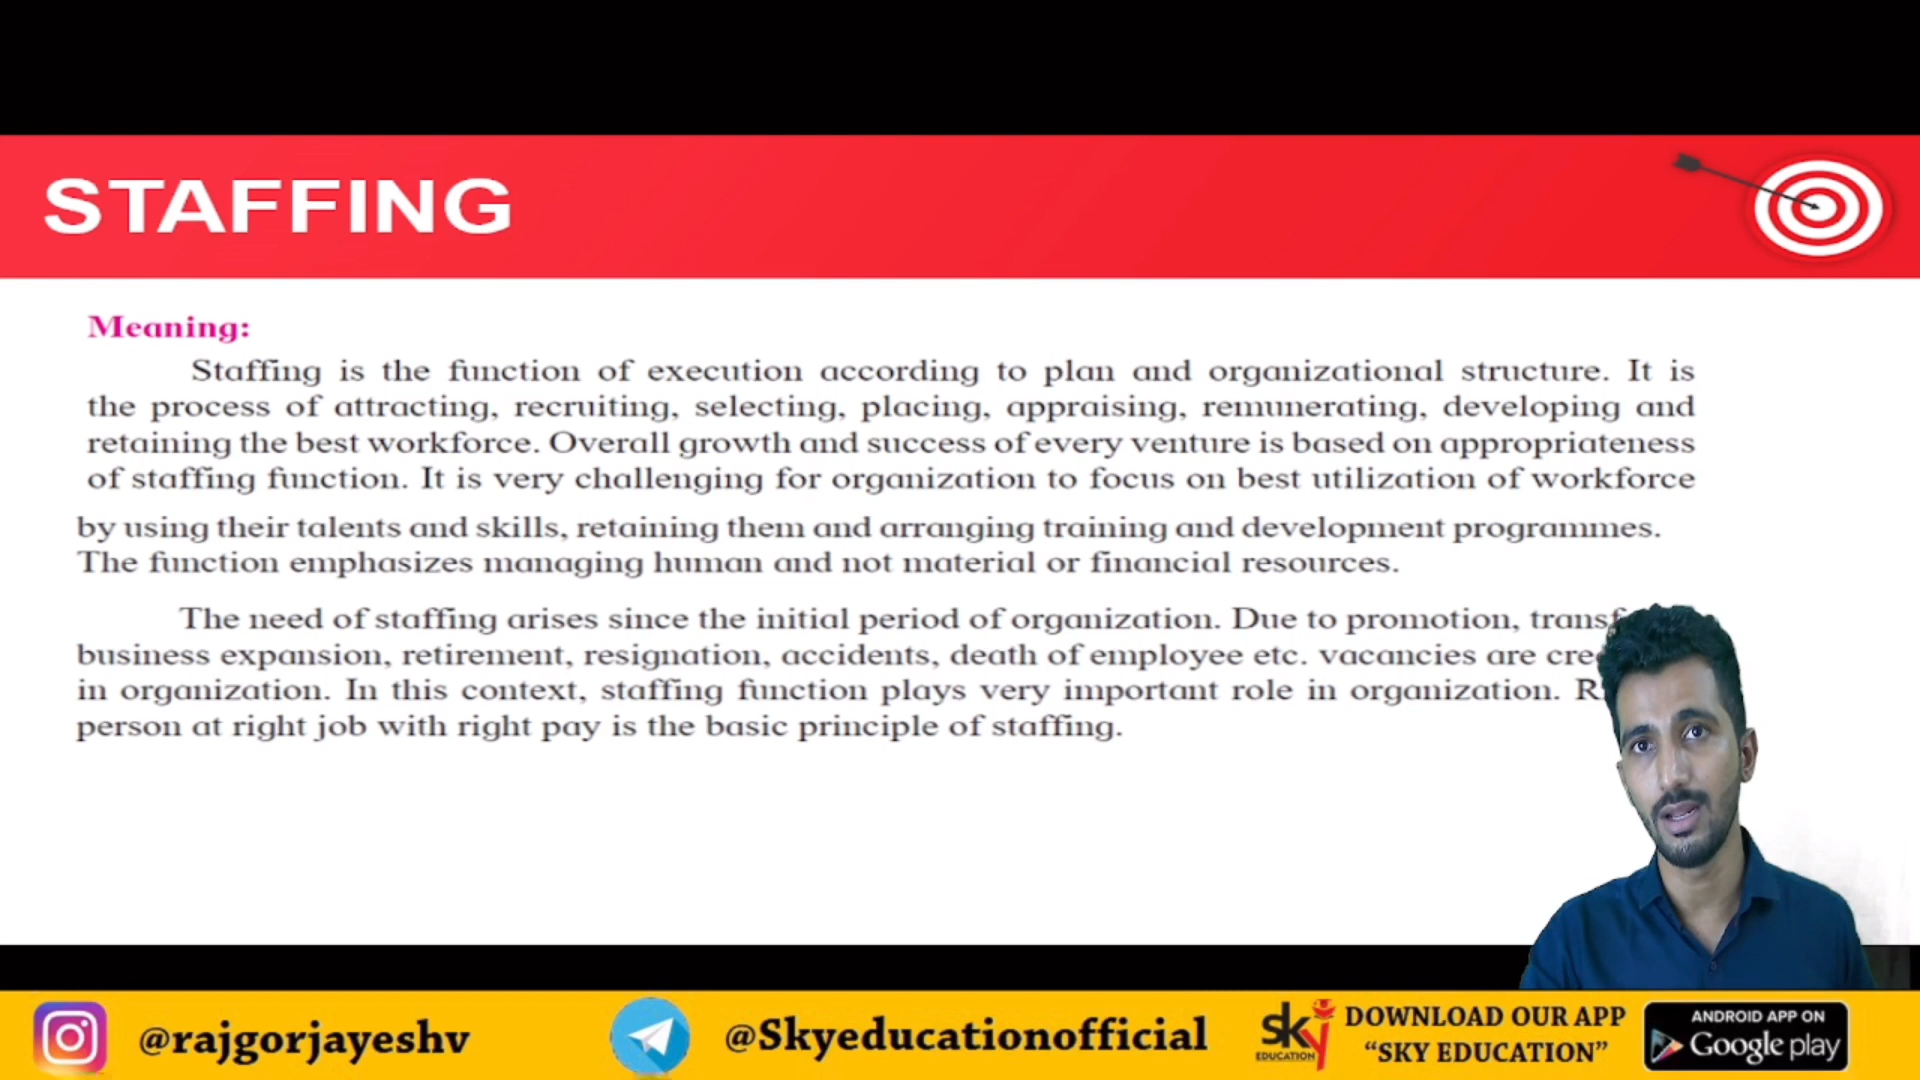 STAFFING
Meaning:
Staffing is the function of execution according to plan and organizational structure. It is
the process of attracting, recruiting, selecting, placing, appraising, remunerating, developing and
retaining the best workforce. Overall growth and success of every venture is based on appropriateness
of staffing function. It is very challenging for organization to focus on best utilization of workforce
by using their talents and skills, retaining them and arranging training and development programmes.
The function emphasizes managing human and not material or financial resources.
The need of staffing arises since the initial period of organization. Due to promotion,
business expansion, retirement, resignation, accidents, death of employee etc. vacancies are
in organization. In this context, staffing function plays very important role in organization.
person at right job with right pay is the basic principle of staffing.
@rajgorjayeshv
@Skyeducationofficial
sky
EDUCATION
DOWNLOAD OUR APP
“SKY EDUCATION”
ANDROID APP ON
Google play